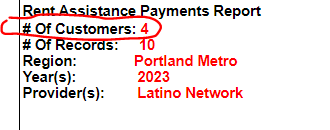 Rent Assistance Payments Report
# Of Customers: 4
# Of Records: 10
Region: Portland Metro
Year(s): 2023
Provider(s): Latino Network